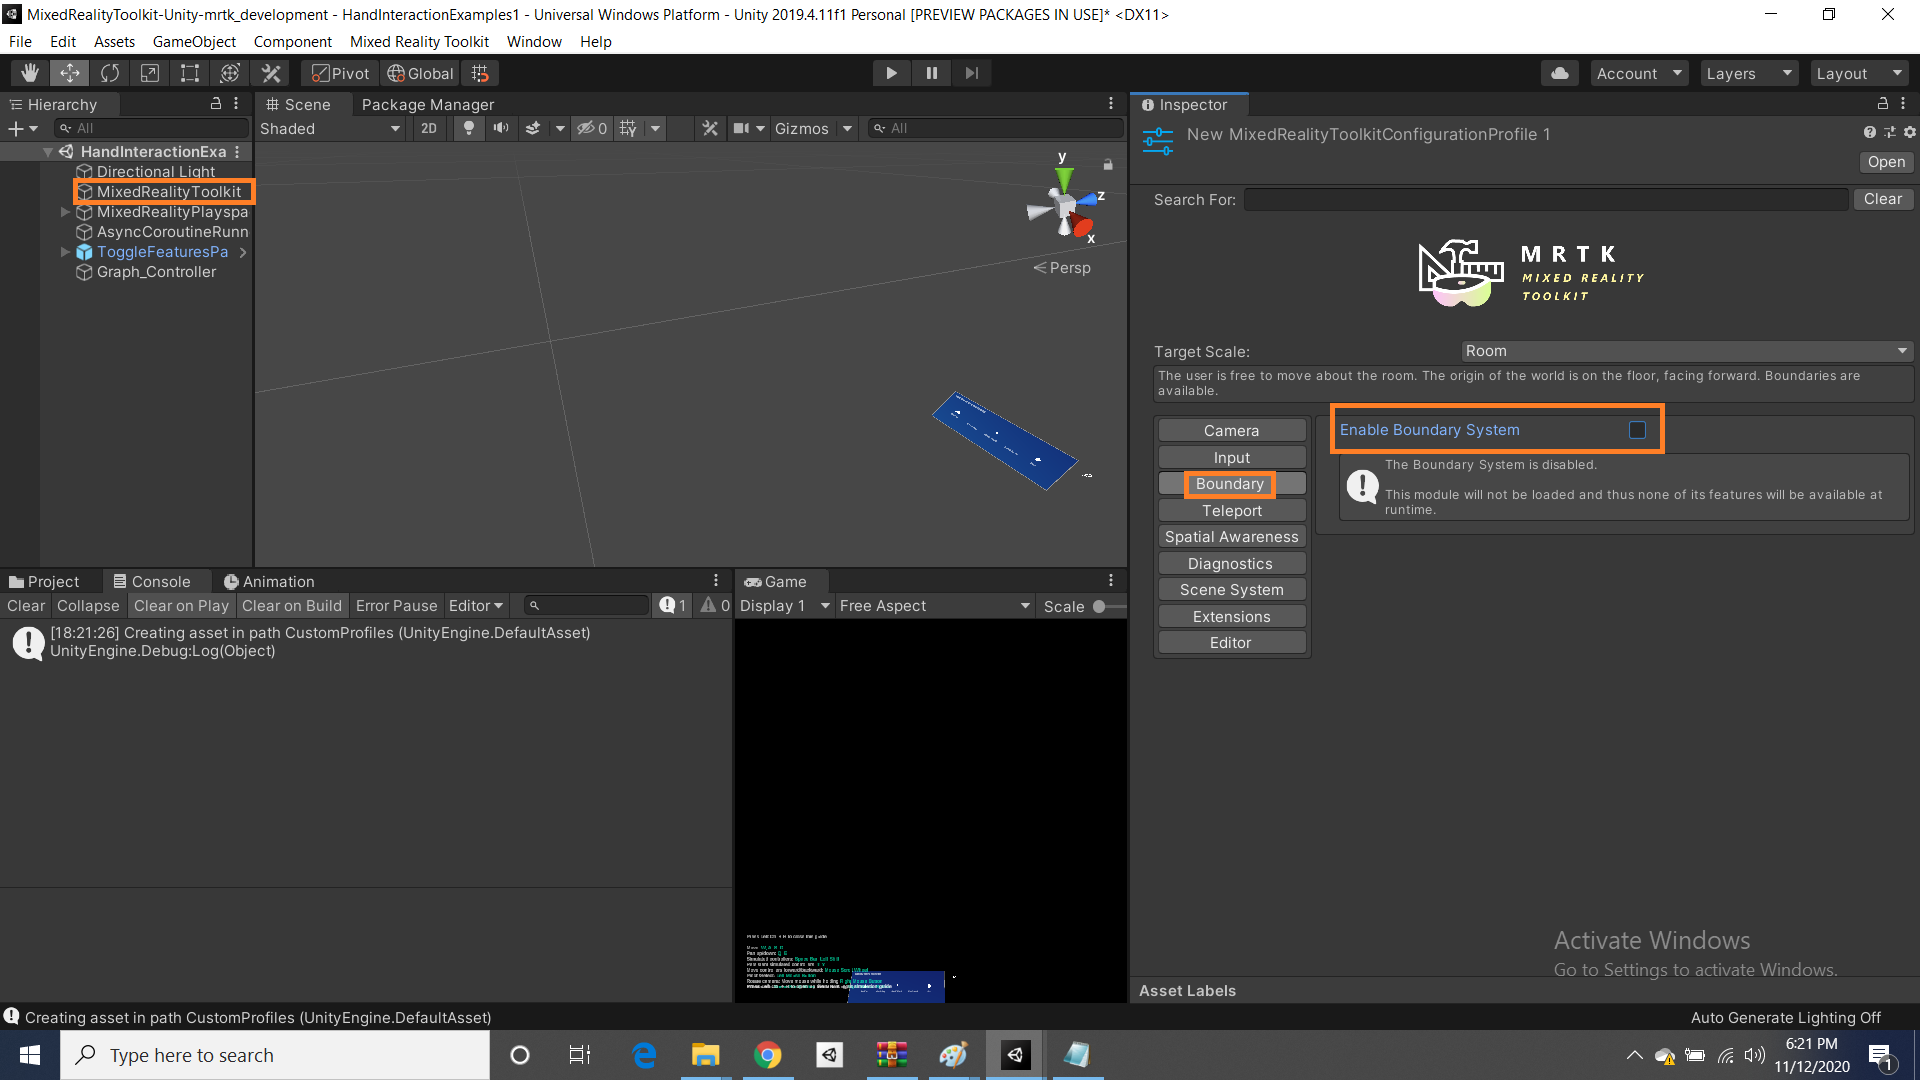 MixedRealityToolkit-Unity-mrtk_development - HandInteractionExamples1 - Universal Windows Platform - Unity 2019.4.11f1 Personal [PREVIEW PACKAGES IN USE]* <DX11>
File Edit Assets GameObject Component Mixed Reality Toolkit Window Help
Pivot Global Account Layers Layout
Hierarchy
All
HandInteractionExa
Directional Light
MixedRealityToolkit
MixedRealityPlayspa
AsyncCoroutineRunn
ToggleFeaturesPa
Graph_Controller
Scene Package Manager
Shaded 2D 0 Gizmos All
y
z
x
Persp
Inspector
New MixedRealityToolkitConfigurationProfile 1
Open
Search For: Clear
MRTK
MIXED REALITY
TOOLKIT
Target Scale: Room
The user is free to move about the room. The origin of the world is on the floor, facing forward. Boundaries are
available.
Camera
Input
Boundary
Teleport
Spatial Awareness
Diagnostics
Scene System
Extensions
Editor
Enable Boundary System
The Boundary System is disabled.
This module will not be loaded and thus none of its features will be available at
runtime.
Project Console Animation
Clear Collapse Clear on Play Clear on Build Error Pause Editor 1 0
[18:21:26] Creating asset in path CustomProfiles (UnityEngine.DefaultAsset)
UnityEngine.Debug:Log(Object)
Game
Display 1 Free Aspect Scale
Activate Windows
Go to Settings to activate Windows.
Asset Labels
Creating asset in path CustomProfiles (UnityEngine.DefaultAsset)
Auto Generate Lighting Off
Type here to search
6:21 PM
11/12/2020
1